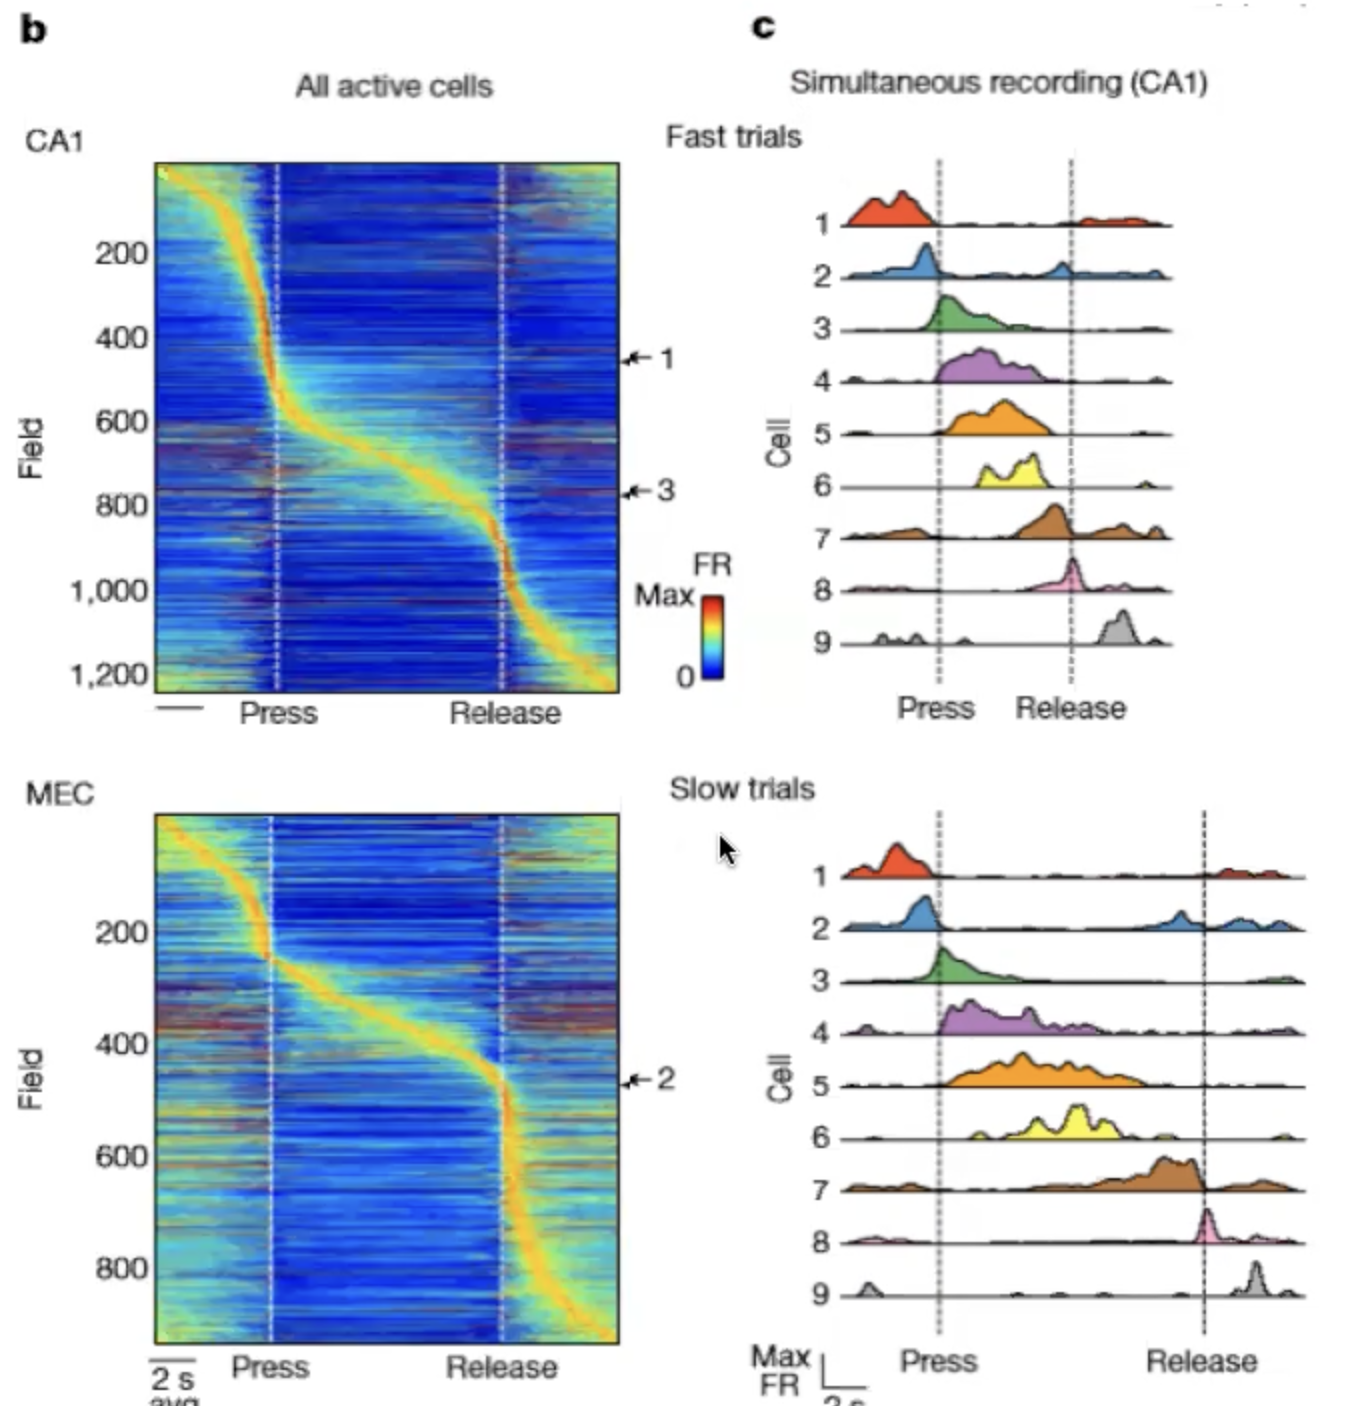 b
All active cells
CA1
200
400
600
800
1,000
1,200
Field
1
3
FR
Max
0
Press
Release
MEC
200
400
600
800
Field
2
2 s
Press
Release
c
Simultaneous recording (CA1)
Fast trials
1
2
3
4
5
6
7
8
9
Cell
Press
Release
Slow trials
1
2
3
4
5
6
7
8
9
Cell
Press
Release
Max
FR